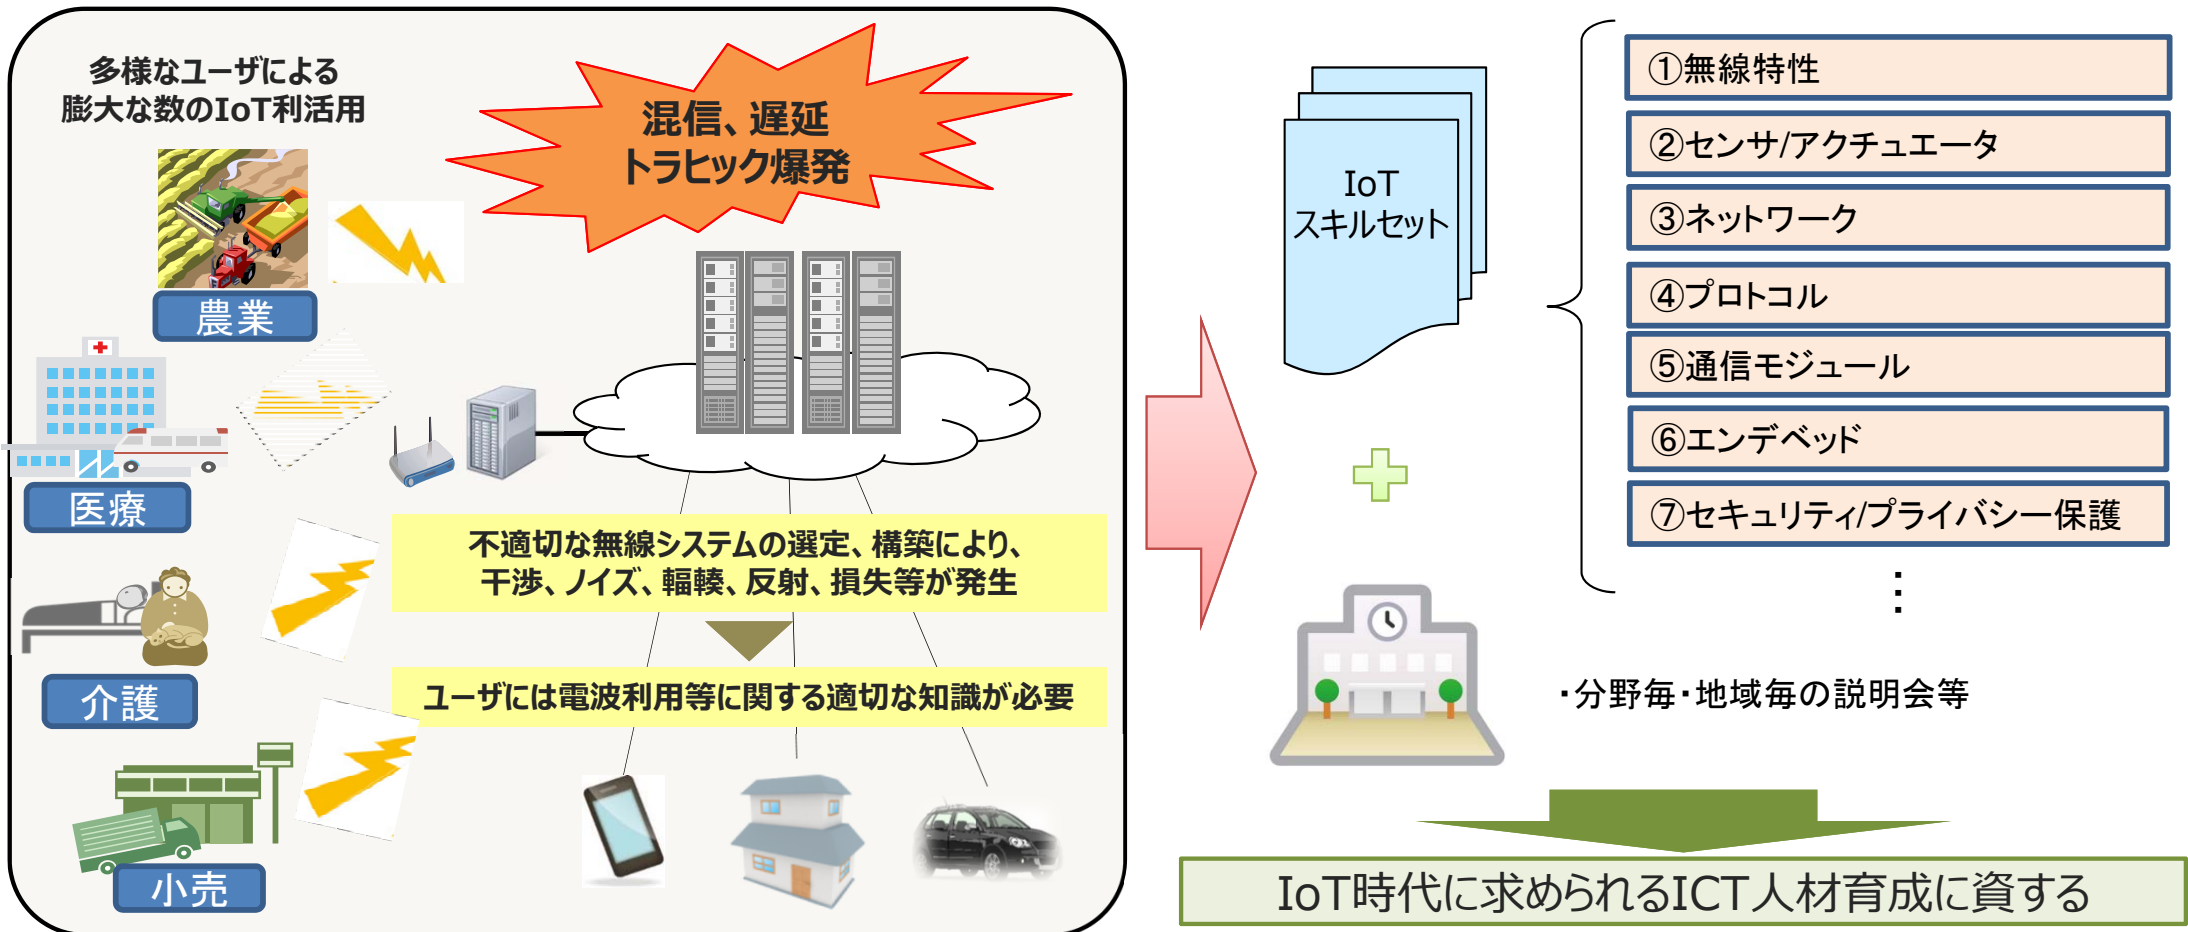 多様なユーザによる
膨大な数のIoT利活用
混信、遅延
トラヒック爆発
農業
医療
介護
小売
不適切な無線システムの選定、構築により、
干渉、ノイズ、輻輳、反射、損失等が発生
ユーザには電波利用等に関する適切な知識が必要
IoT
スキルセット
①無線特性
②センサ/アクチュエータ
③ネットワーク
④プロトコル
⑤通信モジュール
⑥エンデベッド
⑦セキュリティ/プライバシー保護
⋮
・分野毎・地域毎の説明会等
IoT時代に求められるICT人材育成に資する